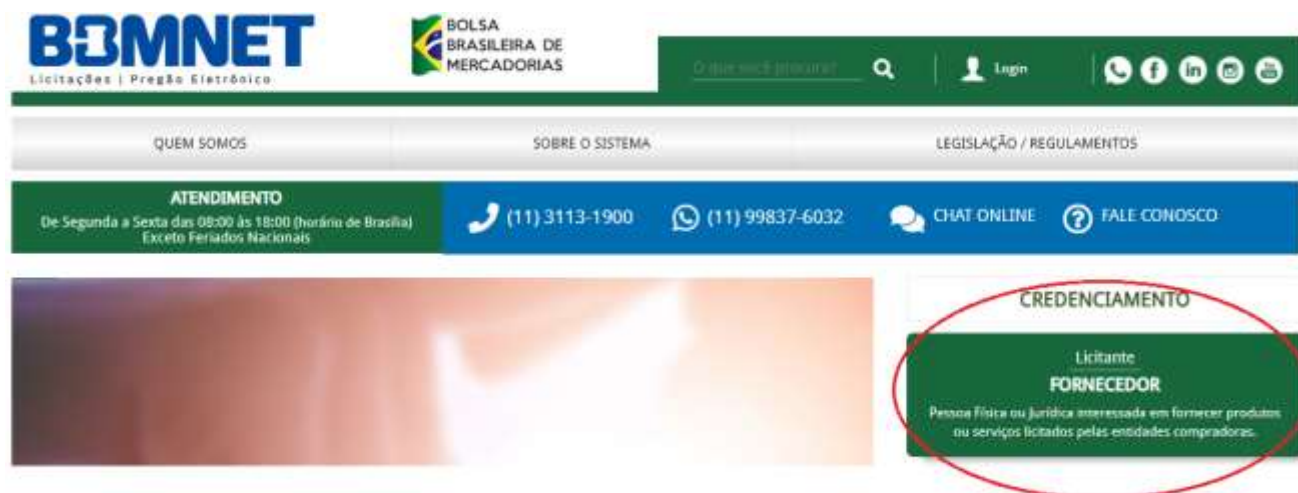 BBMNET
Licitações | Pregão Eletrônico
BOLSA
BRASILEIRA DE
MERCADORIAS
O que você procura?
Login
QUEM SOMOS
SOBRE O SISTEMA
LEGISLAÇÃO / REGULAMENTOS
ATENDIMENTO
De Segunda a Sexta das 08:00 às 18:00 (horário de Brasília)
Exceto Feriados Nacionais
(11) 3113-1900
(11) 99837-6032
CHAT ONLINE
FALE CONOSCO
CREDENCIAMENTO
Licitante
FORNECEDOR
Pessoa Física ou Jurídica interessada em fornecer produtos
ou serviços licitados pelas entidades compradoras.